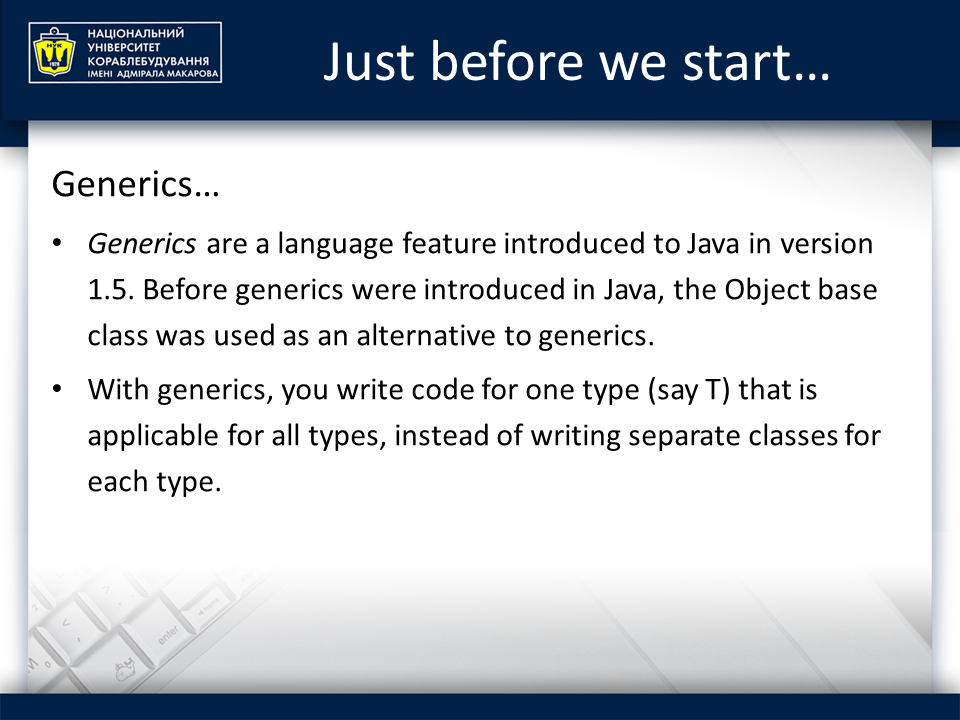 НАЦІОНАЛЬНИЙ
УНІВЕРСИТЕТ
КОРАБЛЕБУДУВАННЯ
ІМЕНІ АДМІРАЛА МАКАРОВА
НУК
1920
Just before we start…
Generics…
• Generics are a language feature introduced to Java in version
1.5. Before generics were introduced in Java, the Object base
class was used as an alternative to generics.
• With generics, you write code for one type (say T) that is
applicable for all types, instead of writing separate classes for
each type.
enter
home